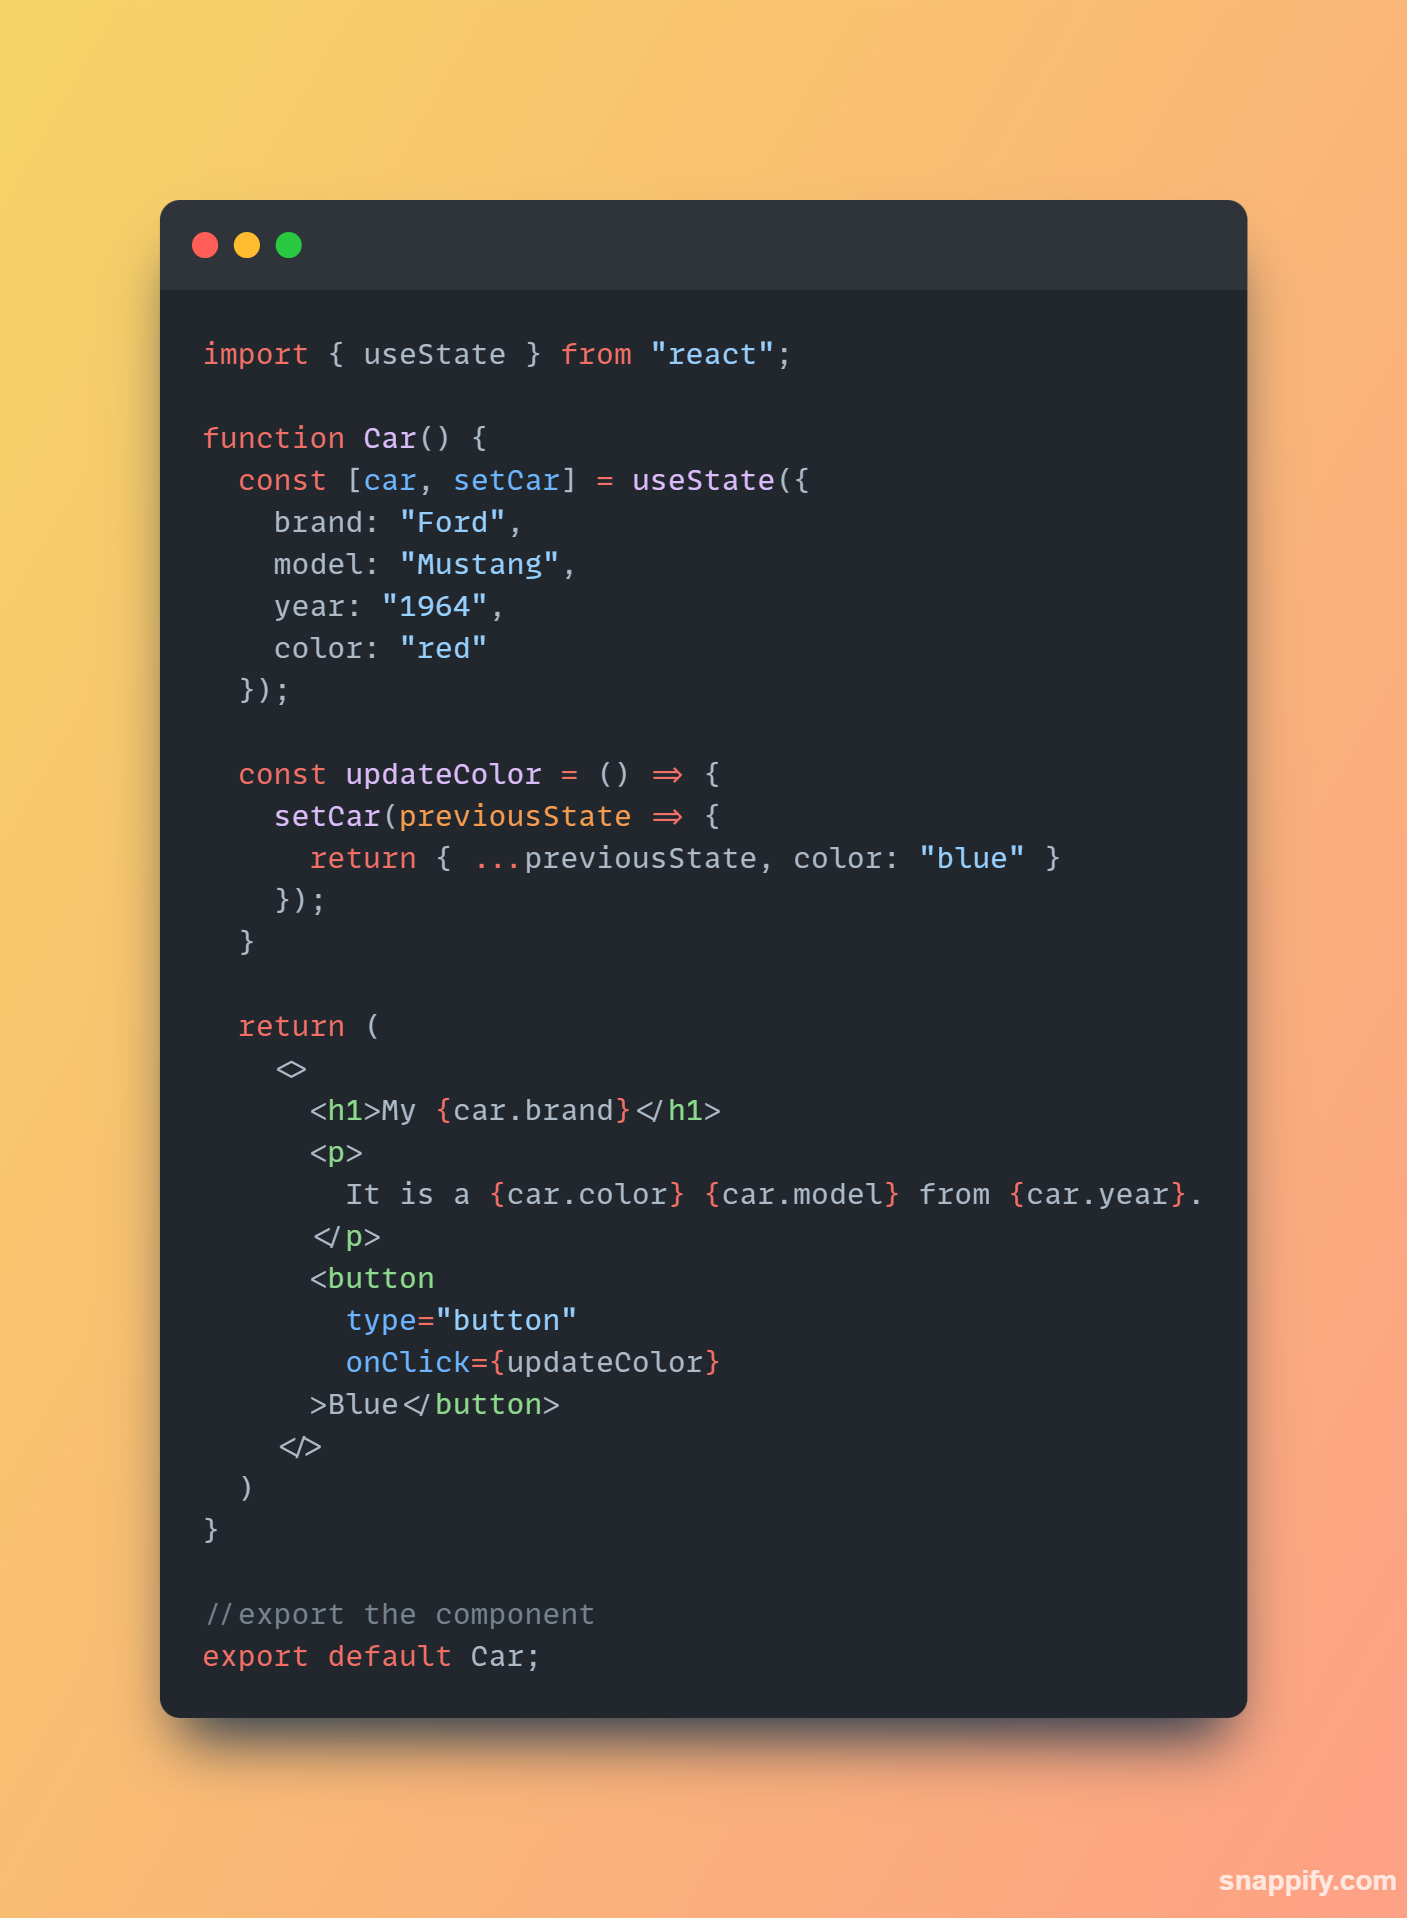 import { useState } from "react";
function Car() {
const [car, setCar] = useState({
brand: "Ford",
model: "Mustang",
year: "1964",
color: "red"
});
const updateColor = () => {
setCar(previousState => {
return { ...previousState, color: "blue" }
});
}
return (
<>
<h1>My {car.brand}</h1>
<p>
It is a {car.color} {car.model} from {car.year}.
</p>
<button
type="button"
onClick={updateColor}
>Blue</button>
</>
)
}
//export the component
export default Car;
snappify.com